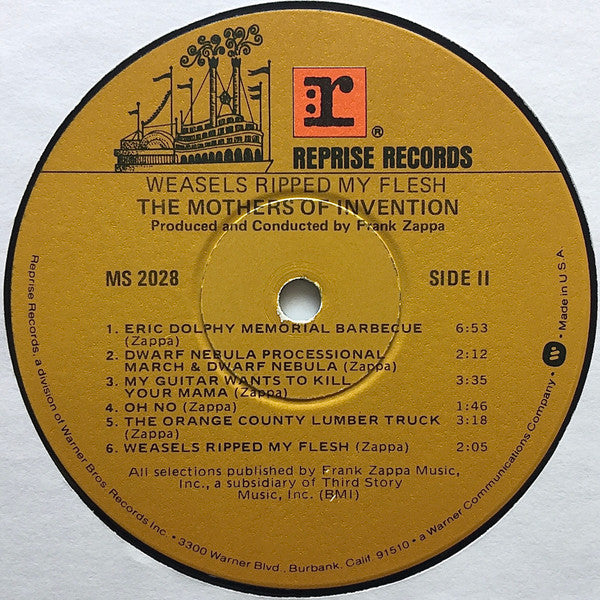 r
®
REPRISE RECORDS
WEASELS RIPPED MY FLESH
THE MOTHERS OF INVENTION
Produced and Conducted by Frank Zappa
MS 2028
SIDE II
1. ERIC DOLPHY MEMORIAL BARBECUE 6:53
(Zappa)
2. DWARF NEBULA PROCESSIONAL 2:12
MARCH & DWARF NEBULA (Zappa)
3. MY GUITAR WANTS TO KILL 3:35
YOUR MAMA (Zappa)
4. OH NO (Zappa) 1:46
5. THE ORANGE COUNTY LUMBER TRUCK 3:18
(Zappa)
6. WEASELS RIPPED MY FLESH (Zappa) 2:05
All selections published by Frank Zappa Music,
Inc., a subsidiary of Third Story
Music, Inc. (BMI)
Reprise Records, a division of Warner Bros. Records Inc. • 3300 Warner Blvd., Burbank, Calif. 91510 • a Warner Communications Company • W • Made in U.S.A.